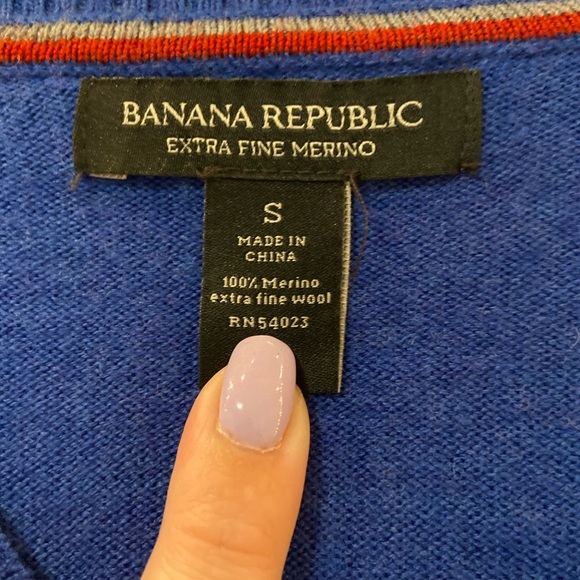 BANANA REPUBLIC
EXTRA FINE MERINO
S
MADE IN
CHINA
100% Merino
extra fine wool
RN54023